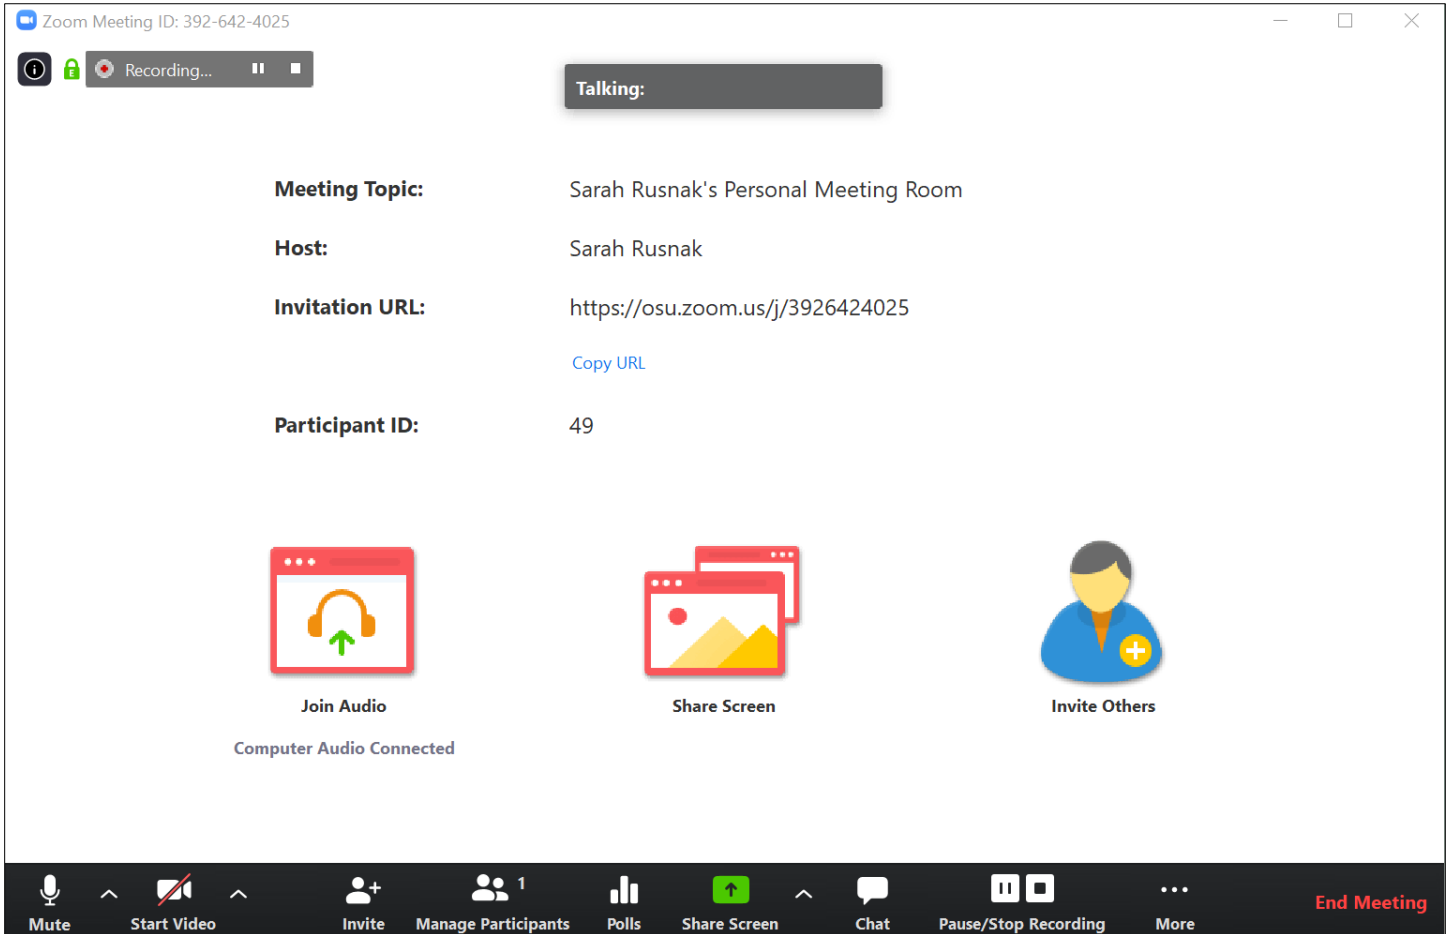 Zoom Meeting ID: 392-642-4025
Recording...
Talking:
Meeting Topic: Sarah Rusnak's Personal Meeting Room
Host: Sarah Rusnak
Invitation URL: https://osu.zoom.us/j/3926424025
Copy URL
Participant ID: 49
Join Audio Share Screen Invite Others
Computer Audio Connected
1
Mute Start Video Invite Manage Participants Polls Share Screen Chat Pause/Stop Recording More End Meeting